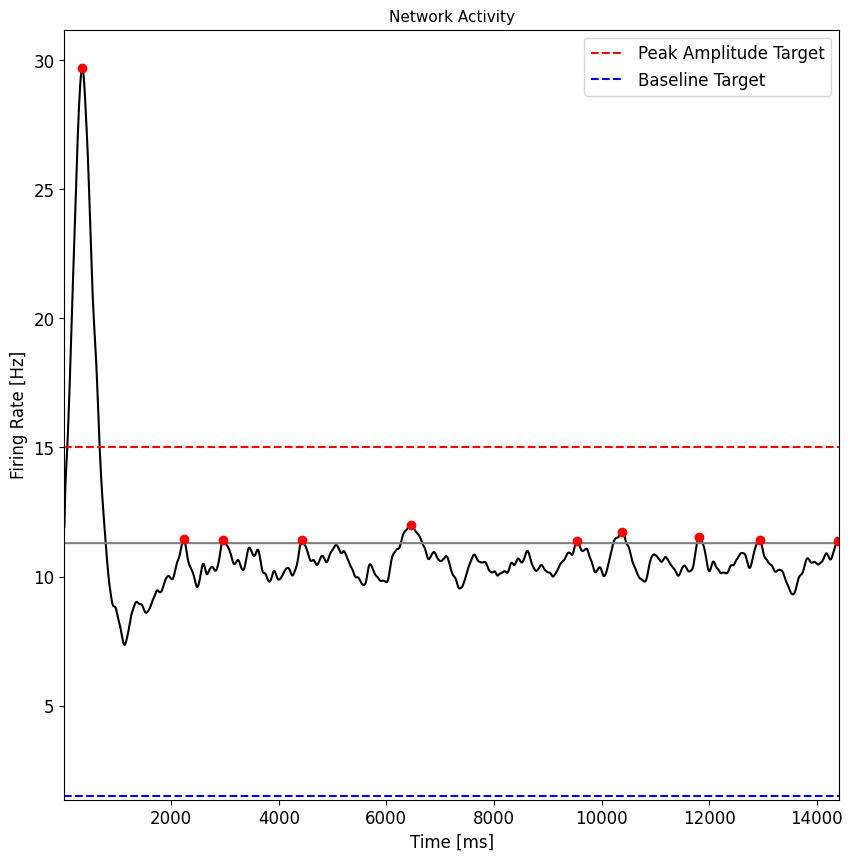 Network Activity
Peak Amplitude Target
Baseline Target
Firing Rate [Hz]
30
25
20
15
10
5
2000 4000 6000 8000 10000 12000 14000
Time [ms]